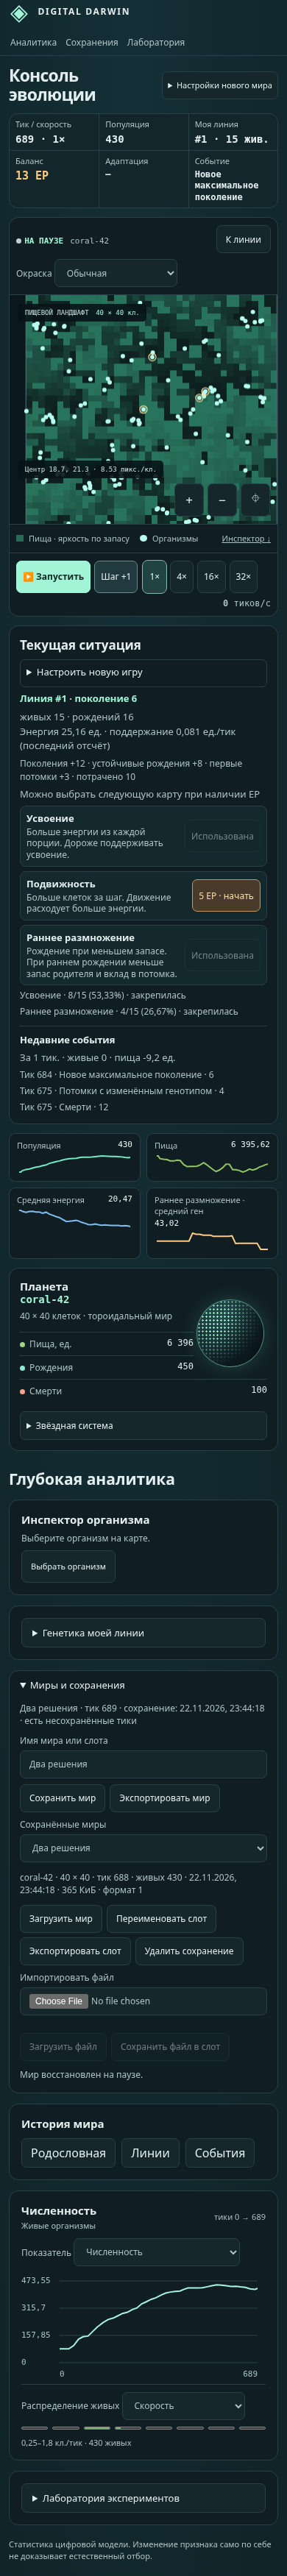 DIGITAL DARWIN
Аналитика Сохранения Лаборатория
Консоль
эволюции
▶ Настройки нового мира
Тик / скорость
689 · 1×
Популяция
430
Моя линия
#1 · 15 жив.
Баланс
13 EP
Адаптация
—
Событие
Новое
максимальное
поколение
НА ПАУЗЕ coral-42
К линии
Окраска Обычная
ПИЩЕВОЙ ЛАНДШАФТ 40 × 40 кл.
Центр 18.7, 21.3 · 8.53 пикс./кл.
+ −
Пища · яркость по запасу Организмы Инспектор ↓
▶ Запустить Шаг +1 1× 4× 16× 32×
0 тиков/с
Текущая ситуация
▶ Настроить новую игру
Линия #1 · поколение 6
живых 15 · рождений 16
Энергия 25,16 ед. · поддержание 0,081 ед./тик
(последний отсчёт)
Поколения +12 · устойчивые рождения +8 · первые
потомки +3 · потрачено 10
Можно выбрать следующую карту при наличии EP
Усвоение
Больше энергии из каждой
порции. Дороже поддерживать
усвоение.
Использована
Подвижность
Больше клеток за шаг. Движение
расходует больше энергии.
5 EP · начать
Раннее размножение
Рождение при меньшем запасе.
При раннем рождении меньше
запас родителя и вклад в потомка.
Использована
Усвоение · 8/15 (53,33%) · закрепилась
Раннее размножение · 4/15 (26,67%) · закрепилась
Недавние события
За 1 тик. · живые 0 · пища -9,2 ед.
Тик 684 · Новое максимальное поколение · 6
Тик 675 · Потомки с изменённым генотипом · 4
Тик 675 · Смерти · 12
Популяция 430
Пища 6 395,62
Средняя энергия 20,47
Раннее размножение ·
средний ген
43,02
Планета
coral-42
40 × 40 клеток · тороидальный мир
Пища, ед. 6 396
Рождения 450
Смерти 100
▶ Звёздная система
Глубокая аналитика
Инспектор организма
Выберите организм на карте.
Выбрать организм
▶ Генетика моей линии
▼ Миры и сохранения
Два решения · тик 689 · сохранение: 22.11.2026, 23:44:18
· есть несохранённые тики
Имя мира или слота
Два решения
Сохранить мир Экспортировать мир
Сохранённые миры
Два решения
coral-42 · 40 × 40 · тик 688 · живых 430 · 22.11.2026,
23:44:18 · 365 КиБ · формат 1
Загрузить мир Переименовать слот
Экспортировать слот Удалить сохранение
Импортировать файл
Choose File No file chosen
Загрузить файл Сохранить файл в слот
Мир восстановлен на паузе.
История мира
Родословная Линии События
Численность
Живые организмы
тики 0 → 689
Показатель Численность
473,55
315,7
157,85
0
0 689
Распределение живых Скорость
0,25–1,8 кл./тик · 430 живых
▶ Лаборатория экспериментов
Статистика цифровой модели. Изменение признака само по себе
не доказывает естественный отбор.